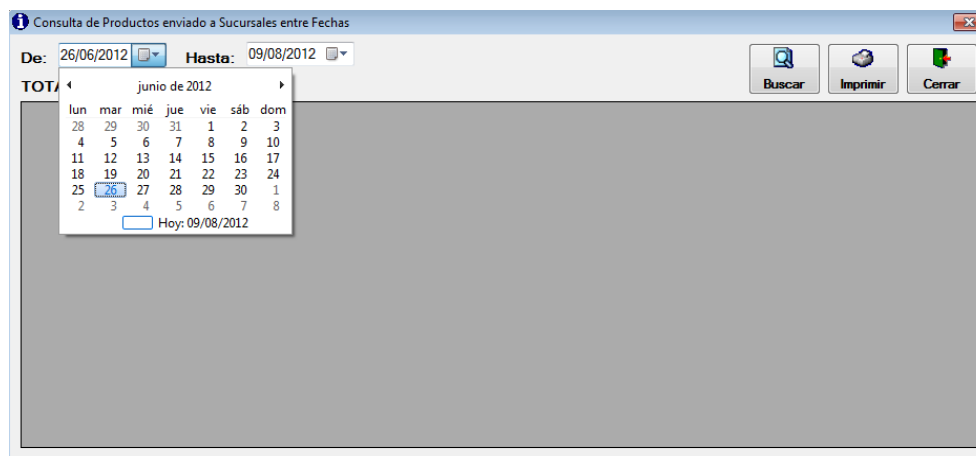 Consulta de Productos enviado a Sucursales entre Fechas
De: 26/06/2012 Hasta: 09/08/2012
Buscar Imprimir Cerrar
TOTA
junio de 2012
lun mar mié jue vie sáb dom
28 29 30 31 1 2 3
4 5 6 7 8 9 10
11 12 13 14 15 16 17
18 19 20 21 22 23 24
25 26 27 28 29 30 1
2 3 4 5 6 7 8
Hoy: 09/08/2012